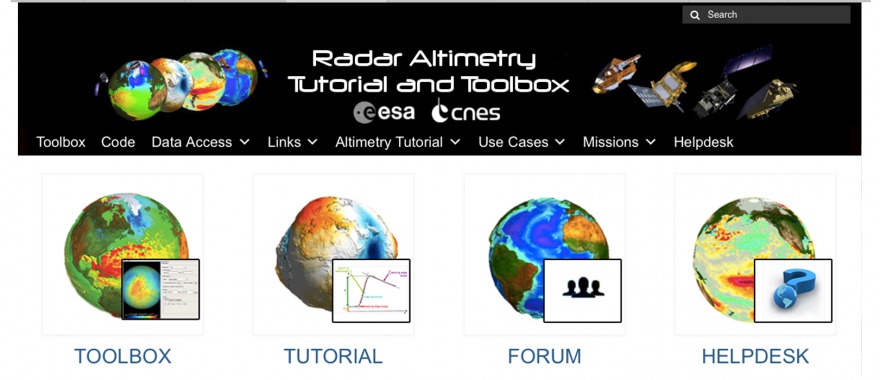 Search
Radar Altimetry
Tutorial and Toolbox
esa cnes
Toolbox Code Data Access Links Altimetry Tutorial Use Cases Missions Helpdesk
TOOLBOX TUTORIAL FORUM HELPDESK